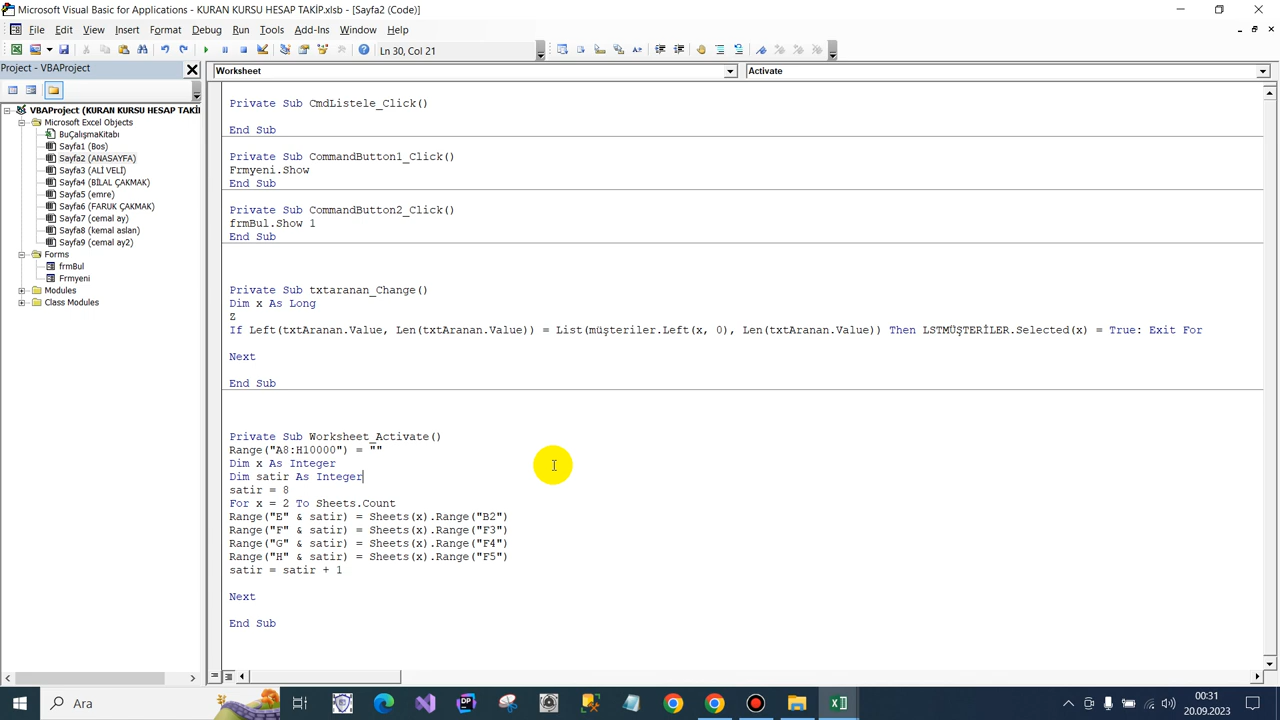 Microsoft Visual Basic for Applications - KURAN KURSU HESAP TAKİP.xlsb - [Sayfa2 (Code)]
File Edit View Insert Format Debug Run Tools Add-Ins Window Help
Ln 30, Col 21
Project - VBAProject
Worksheet
Activate
VBAProject (KURAN KURSU HESAP TAKİ
Microsoft Excel Objects
BuÇalışmaKitabı
Sayfa1 (Bos)
Sayfa2 (ANASAYFA)
Sayfa3 (ALİ VELİ)
Sayfa4 (BİLAL ÇAKMAK)
Sayfa5 (emre)
Sayfa6 (FARUK ÇAKMAK)
Sayfa7 (cemal ay)
Sayfa8 (kemal aslan)
Sayfa9 (cemal ay2)
Forms
frmBul
Frmyeni
Modules
Class Modules
Private Sub CmdListele_Click()
End Sub
Private Sub CommandButton1_Click()
Frmyeni.Show
End Sub
Private Sub CommandButton2_Click()
frmBul.Show 1
End Sub
Private Sub txtaranan_Change()
Dim x As Long
Z
If Left(txtAranan.Value, Len(txtAranan.Value)) = List(müşteriler.Left(x, 0), Len(txtAranan.Value)) Then LSTMÜŞTERİLER.Selected(x) = True: Exit For
Next
End Sub
Private Sub Worksheet_Activate()
Range("A8:H10000") = ""
Dim x As Integer
Dim satir As Integer
satir = 8
For x = 2 To Sheets.Count
Range("E" & satir) = Sheets(x).Range("B2")
Range("F" & satir) = Sheets(x).Range("F3")
Range("G" & satir) = Sheets(x).Range("F4")
Range("H" & satir) = Sheets(x).Range("F5")
satir = satir + 1
Next
End Sub
Ara
DP
00:31
20.09.2023